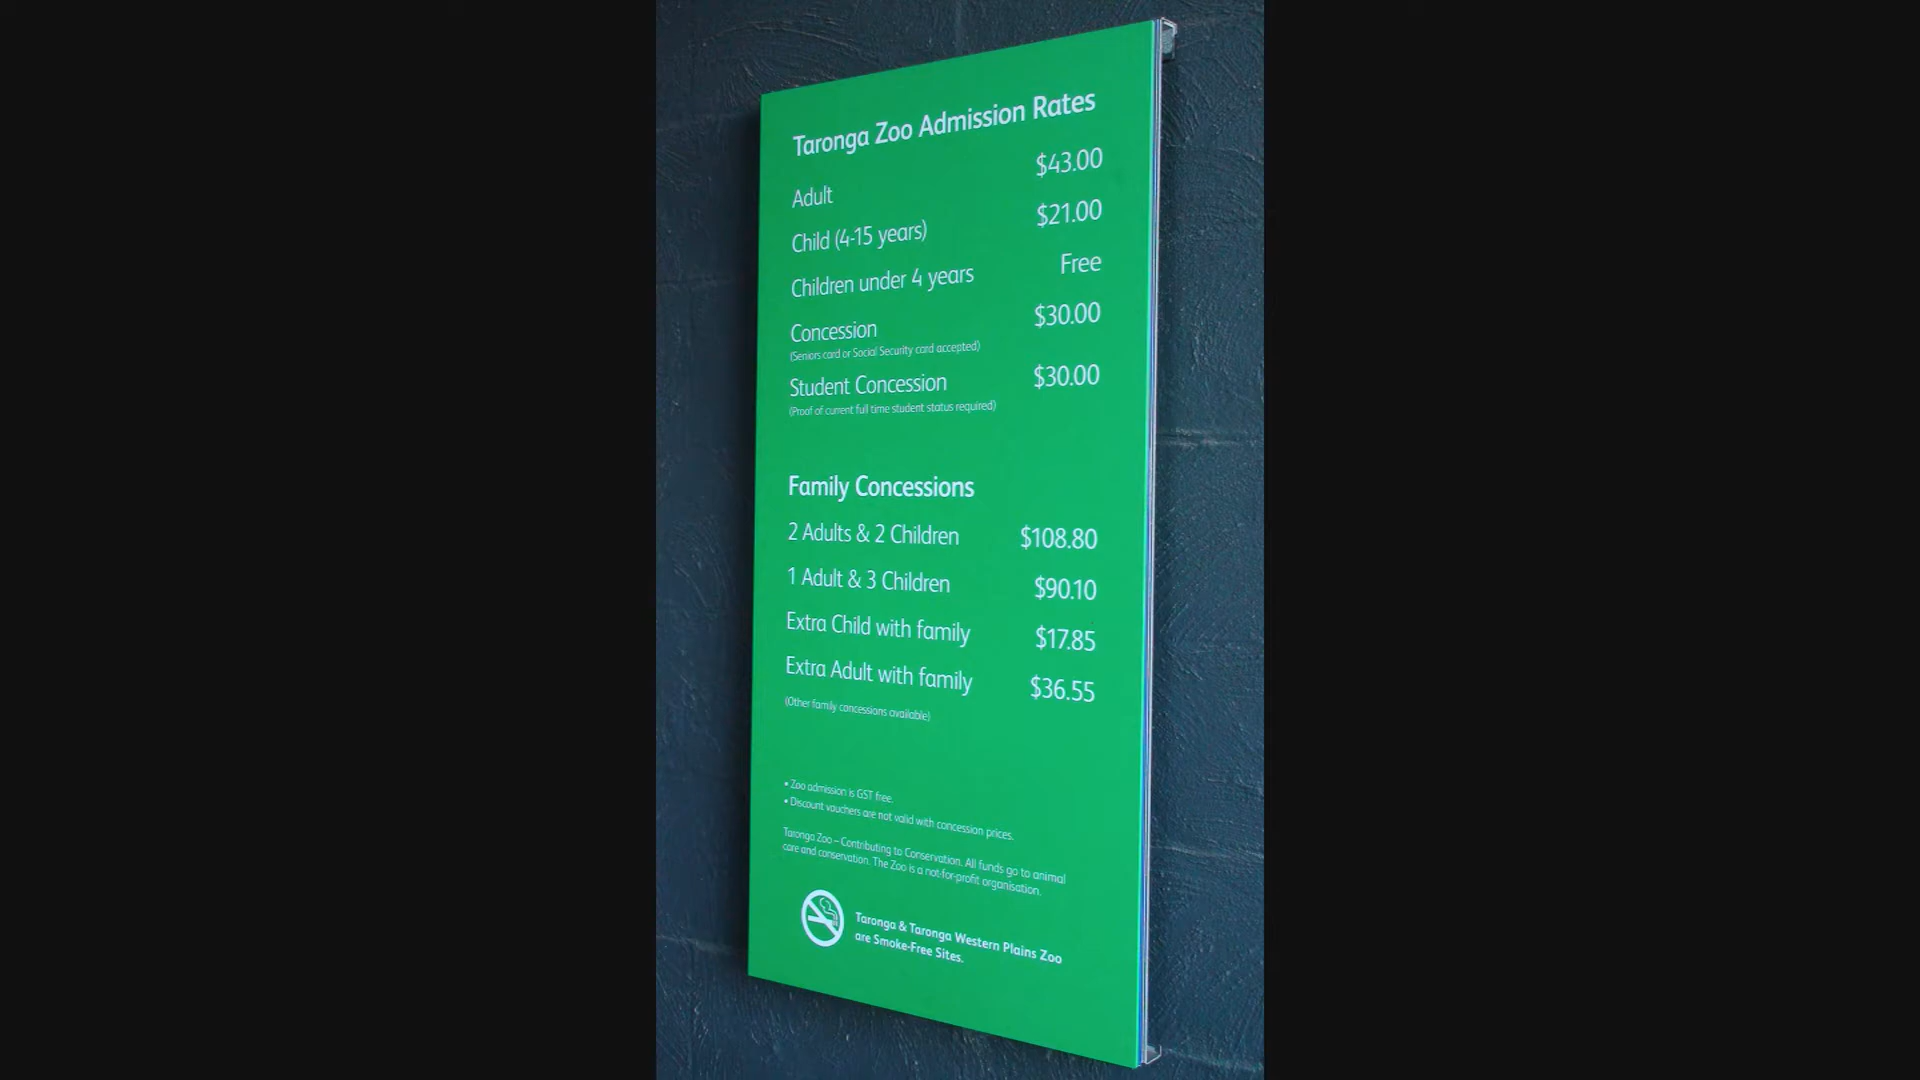 Taronga Zoo Admission Rates
Adult $43.00
Child (4-15 years) $21.00
Children under 4 years Free
Concession $30.00
(Seniors card or Social Security card accepted)
Student Concession $30.00
(Proof of current full time student status required)
Family Concessions
2 Adults & 2 Children $108.80
1 Adult & 3 Children $90.10
Extra Child with family $17.85
Extra Adult with family $36.55
(Other family concessions available)
• Zoo admission is GST free.
• Discount vouchers are not valid with concession prices.
Taronga Zoo – Contributing to Conservation. All funds go to animal
care and conservation. The Zoo is a not-for-profit organisation.
Taronga & Taronga Western Plains Zoo
are Smoke-Free Sites.